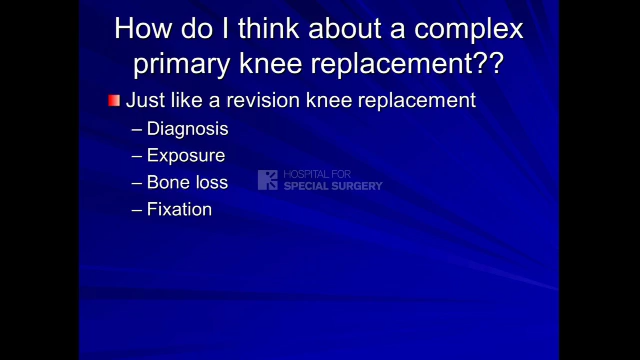 How do I think about a complex
primary knee replacement??
Just like a revision knee replacement
– Diagnosis
– Exposure
– Bone loss
– Fixation
HOSPITAL FOR
SPECIAL SURGERY